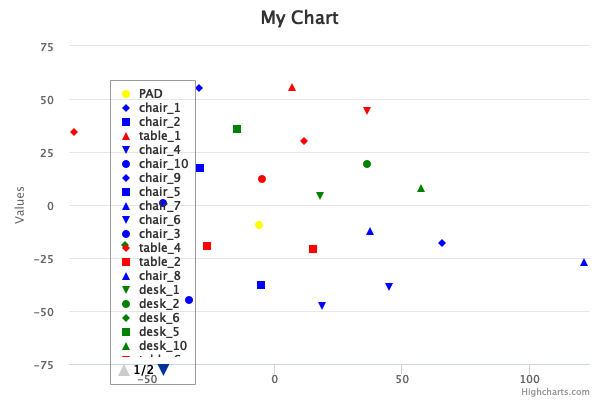 My Chart
75
50
25
0
-25
-50
-75
Values
PAD
chair_1
chair_2
table_1
chair_4
chair_10
chair_9
chair_5
chair_7
chair_6
chair_3
table_4
table_2
chair_8
desk_1
desk_2
desk_6
desk_5
desk_10
1/2
-50
0
50
100
Highcharts.com